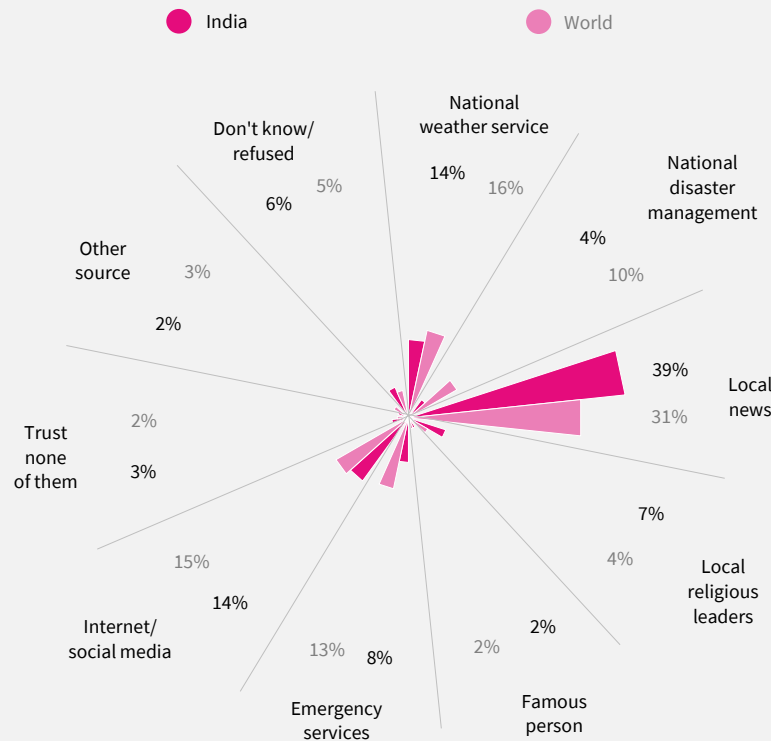 India
World
National
weather service
14%
16%
National
disaster
management
4%
10%
39%
Local
news
31%
7%
4%
Local
religious
leaders
2%
2%
Famous
person
13%
8%
Emergency
services
15%
14%
Internet/
social media
2%
Trust
none
of them
3%
Other
source
3%
2%
Don't know/
refused
5%
6%